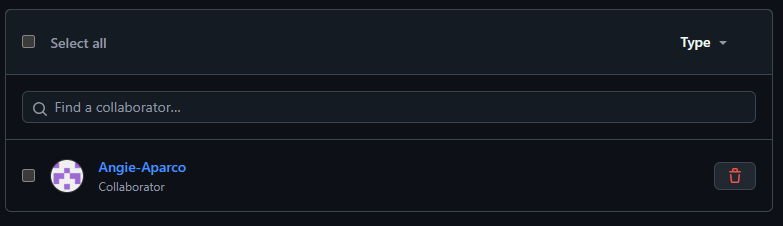 Select all
Type
Find a collaborator...
Angie-Aparco
Collaborator